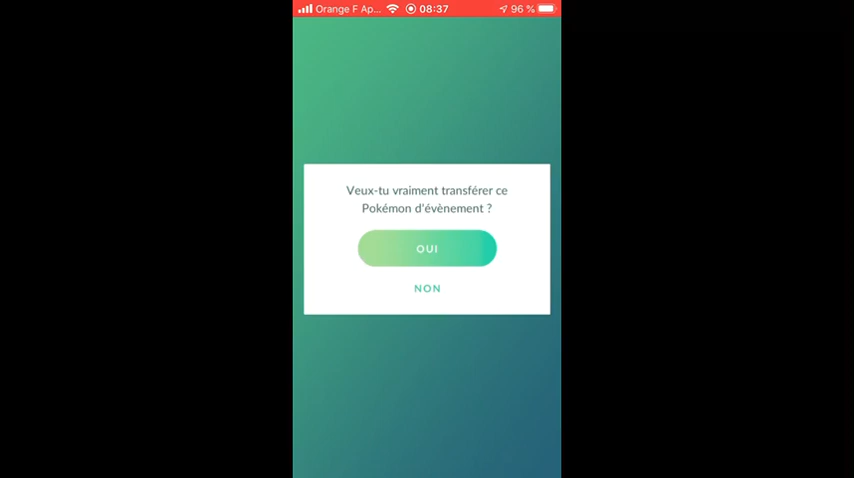 Orange F Ap... 08:37 96 %
Veux-tu vraiment transférer ce
Pokémon d'évènement ?
OUI
NON